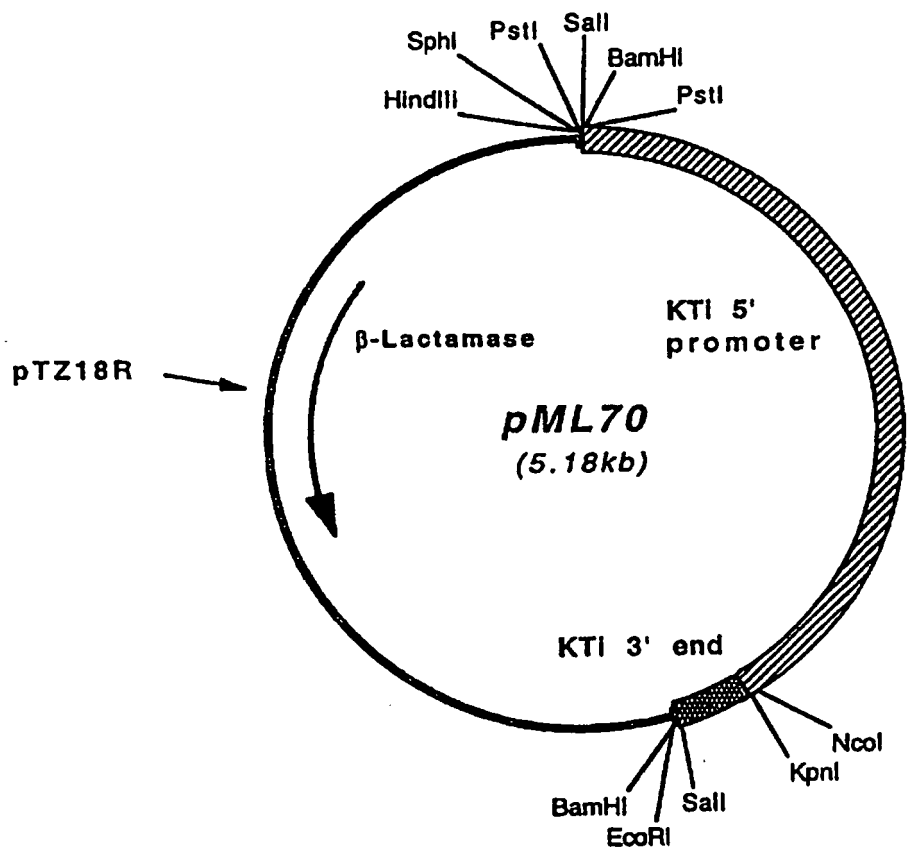 SphI
PstI
SalI
BamHI
HindIII
PstI
KTi 5'
promoter
β-Lactamase
pTZ18R
pML70
(5.18kb)
KTi 3' end
NcoI
KpnI
BamHI
SalI
EcoRI